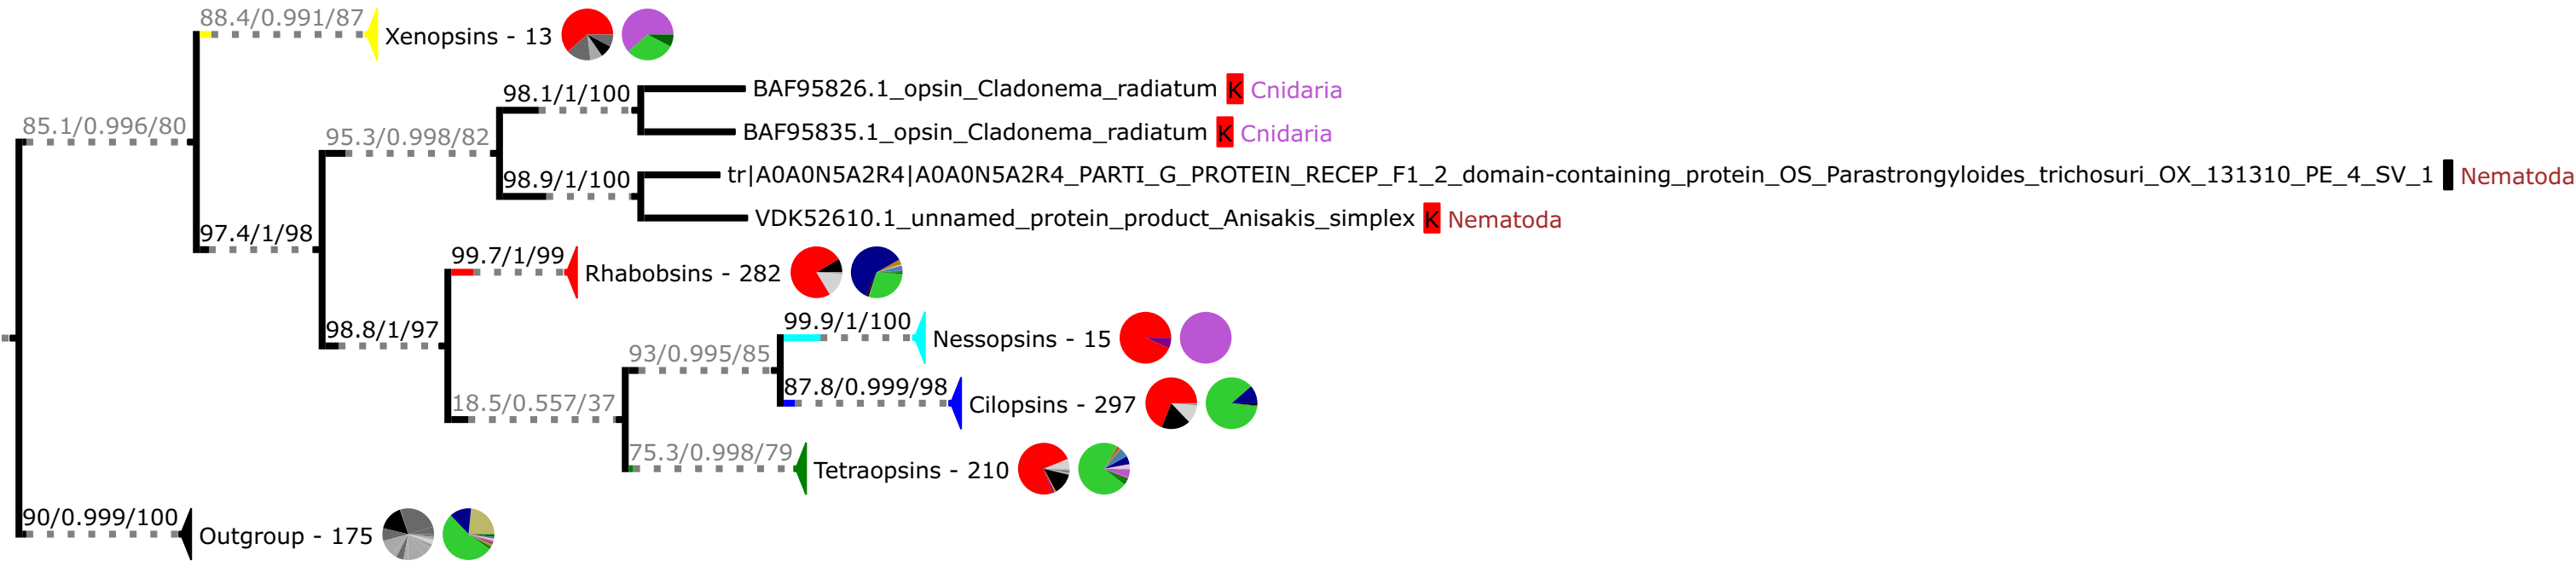 88.4/0.991/87
Xenopsins - 13
98.1/1/100
BAF95826.1_opsin_Cladonema_radiatum K Cnidaria
85.1/0.996/80
95.3/0.998/82
BAF95835.1_opsin_Cladonema_radiatum K Cnidaria
98.9/1/100
tr|A0A0N5A2R4|A0A0N5A2R4_PARTI_G_PROTEIN_RECEP_F1_2_domain-containing_protein_OS_Parastrongyloides_trichosuri_OX_131310_PE_4_SV_1 Nematoda
VDK52610.1_unnamed_protein_product_Anisakis_simplex K Nematoda
97.4/1/98
99.7/1/99
Rhabobsins - 282
98.8/1/97
99.9/1/100
Nessopsins - 15
93/0.995/85
87.8/0.999/98
Cilopsins - 297
18.5/0.557/37
75.3/0.998/79
Tetraopsins - 210
90/0.999/100
Outgroup - 175